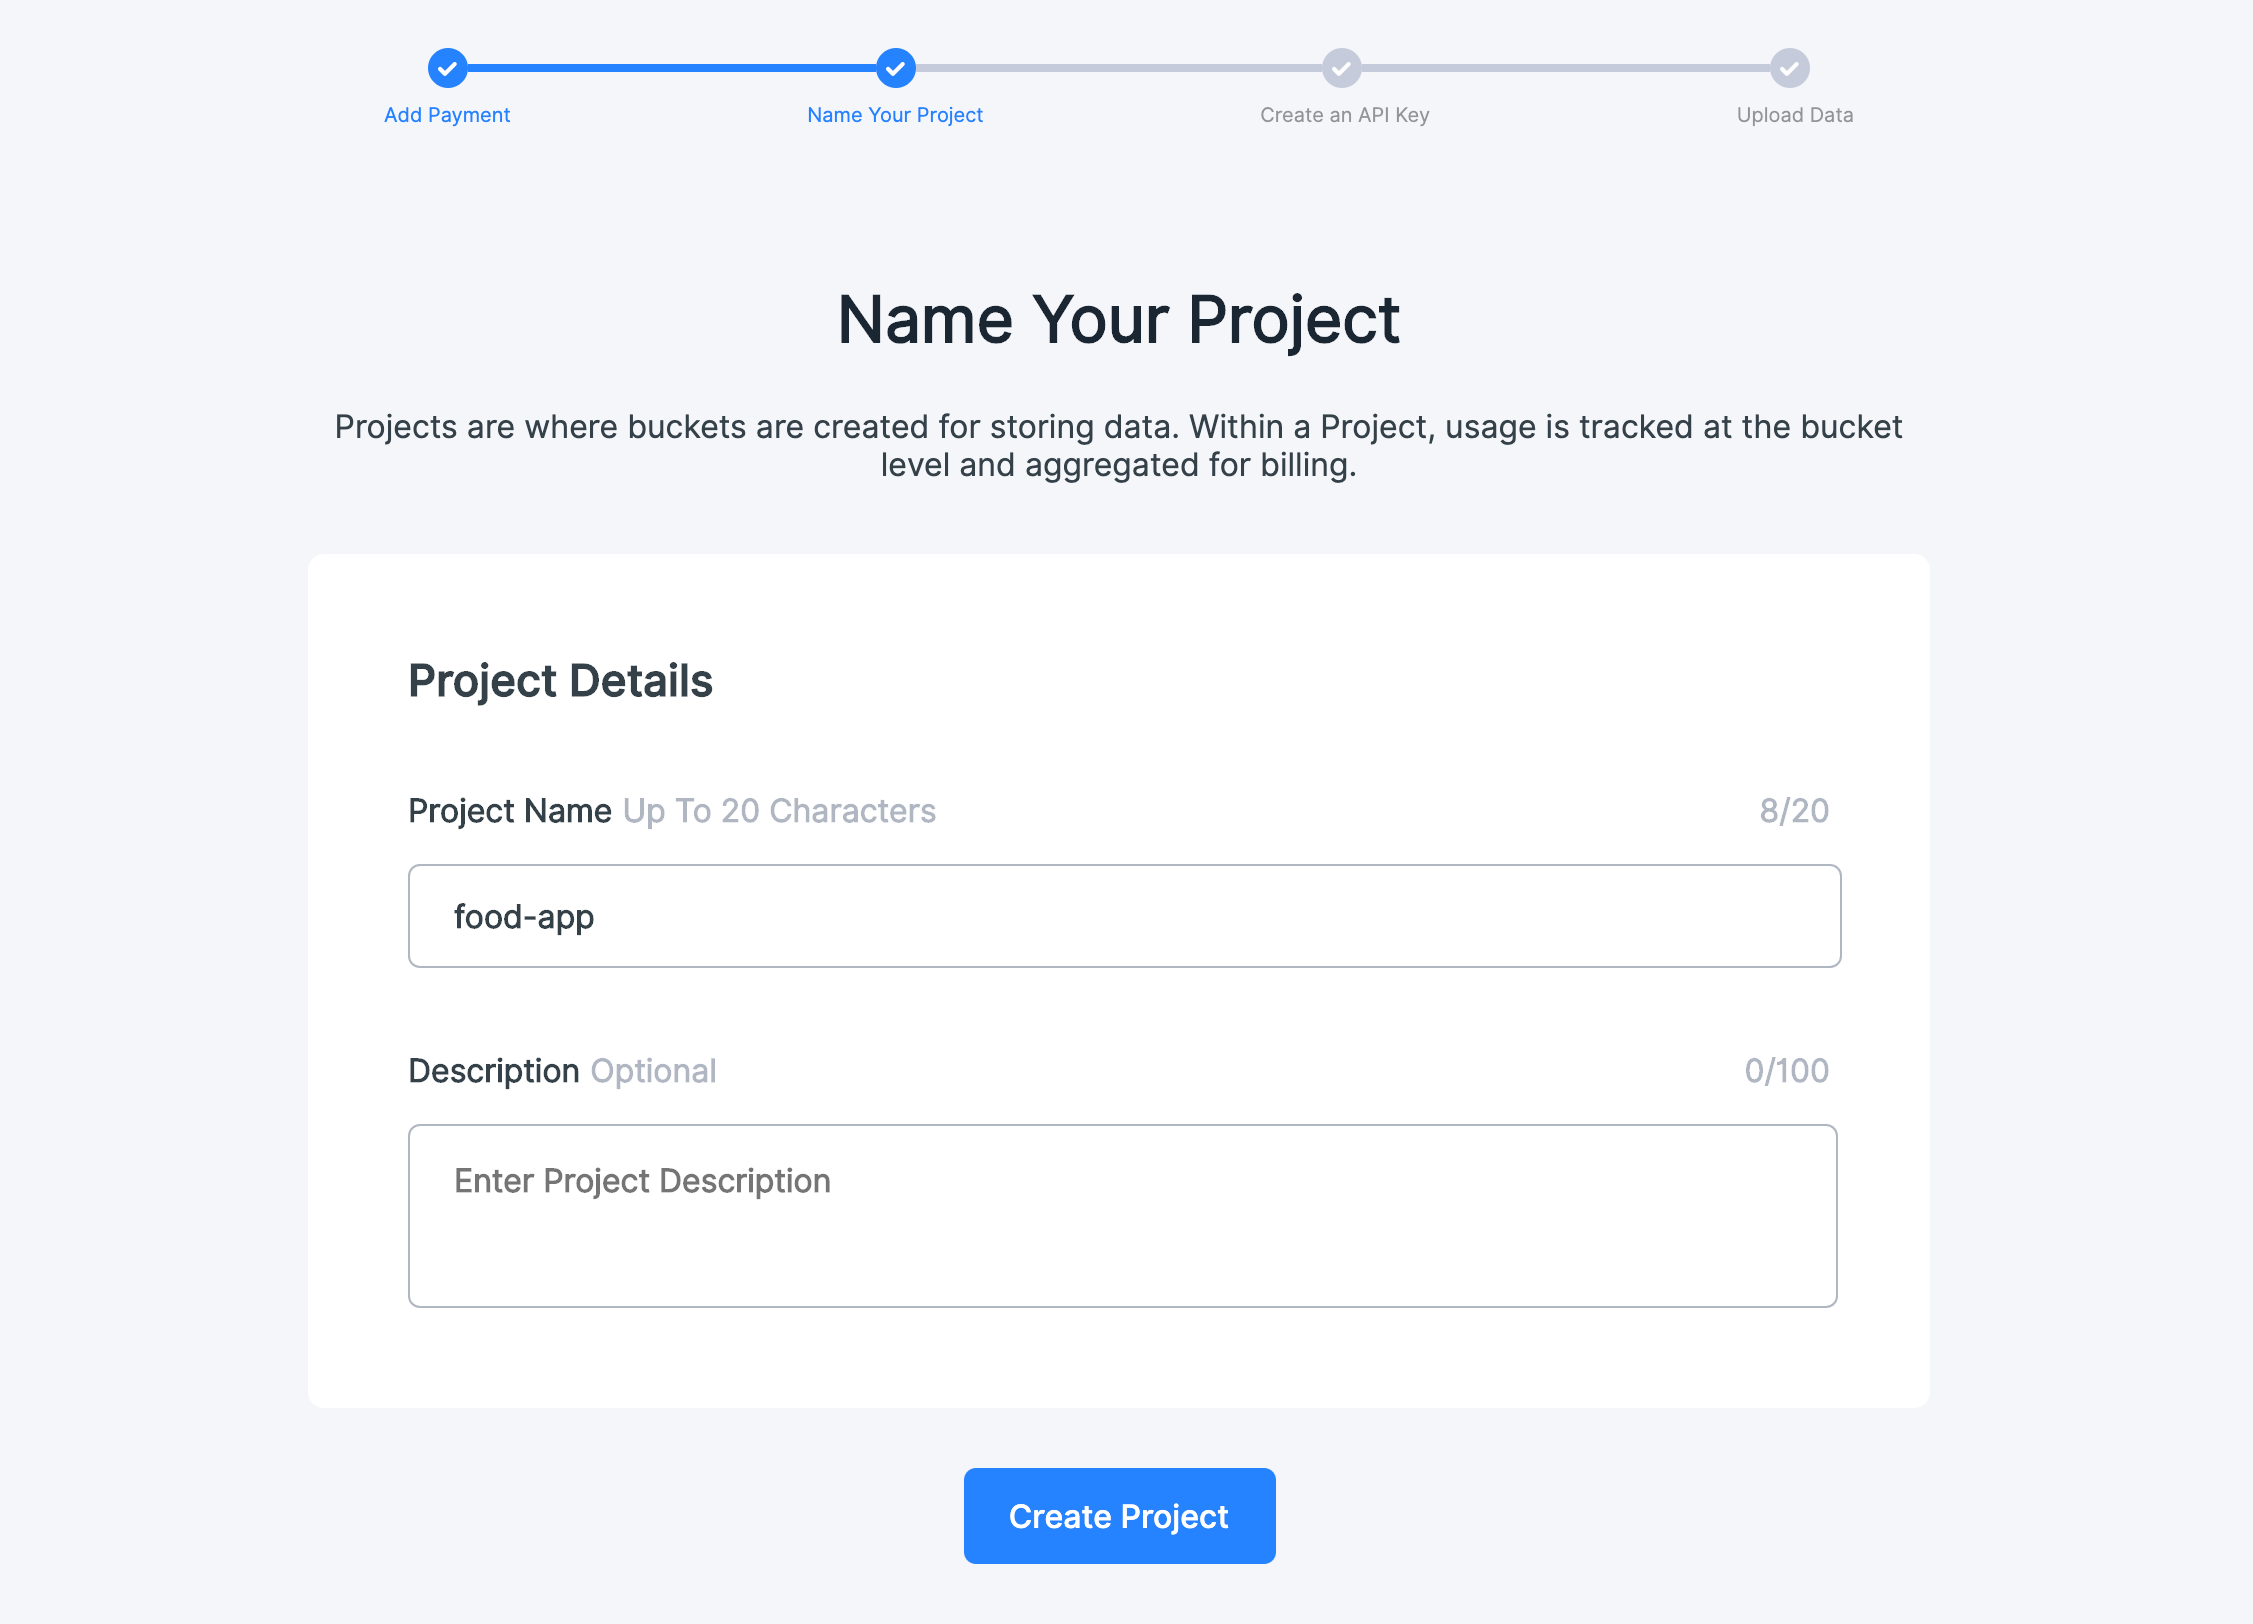 Add Payment
Name Your Project
Create an API Key
Upload Data
Name Your Project
Projects are where buckets are created for storing data. Within a Project, usage is tracked at the bucket
level and aggregated for billing.
Project Details
Project Name Up To 20 Characters 8/20
food-app
Description Optional 0/100
Enter Project Description
Create Project